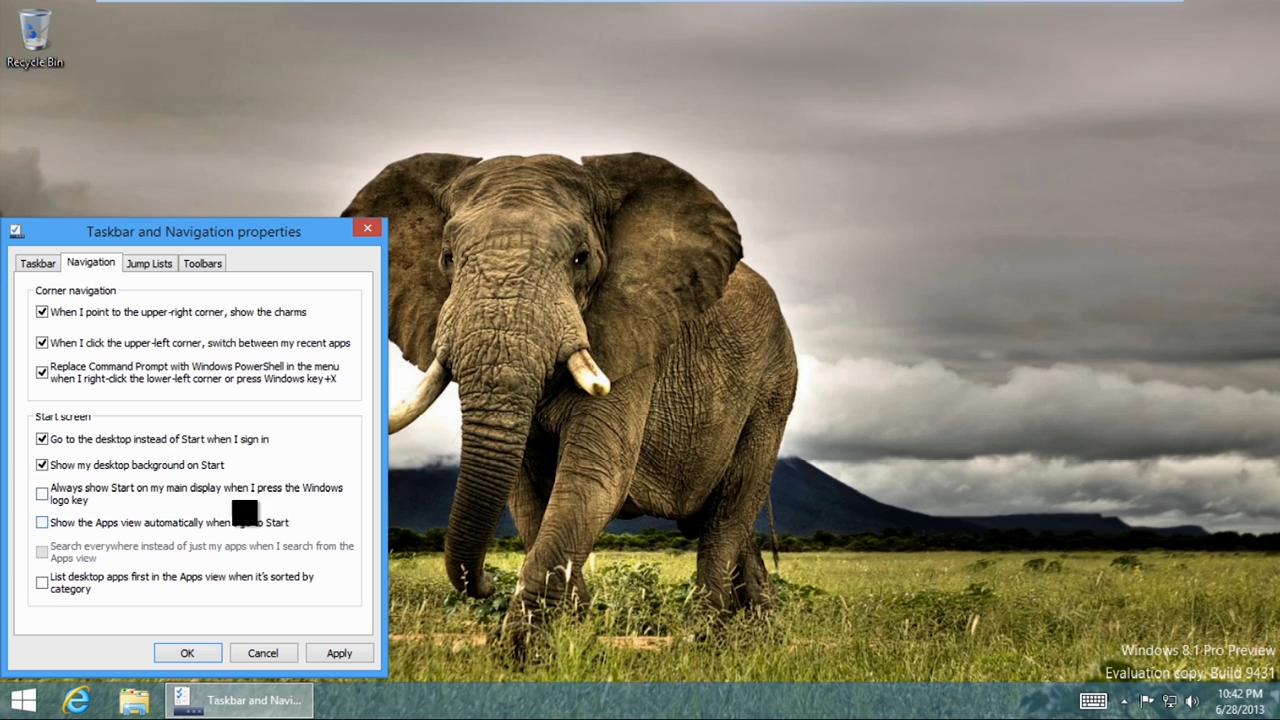 Recycle Bin
Taskbar and Navigation properties
Taskbar
Navigation
Jump Lists
Toolbars
Corner navigation
When I point to the upper-right corner, show the charms
When I click the upper-left corner, switch between my recent apps
Replace Command Prompt with Windows PowerShell in the menu
when I right-click the lower-left corner or press Windows key+X
Start screen
Go to the desktop instead of Start when I sign in
Show my desktop background on Start
Always show Start on my main display when I press the Windows
logo key
Show the Apps view automatically when to Start
Search everywhere instead of just my apps when I search from the
Apps view
List desktop apps first in the Apps view when it's sorted by
category
OK
Cancel
Apply
Windows 8.1 Pro Preview
Evaluation copy. Build 9431
Taskbar and Navi...
10:42 PM
6/28/2013